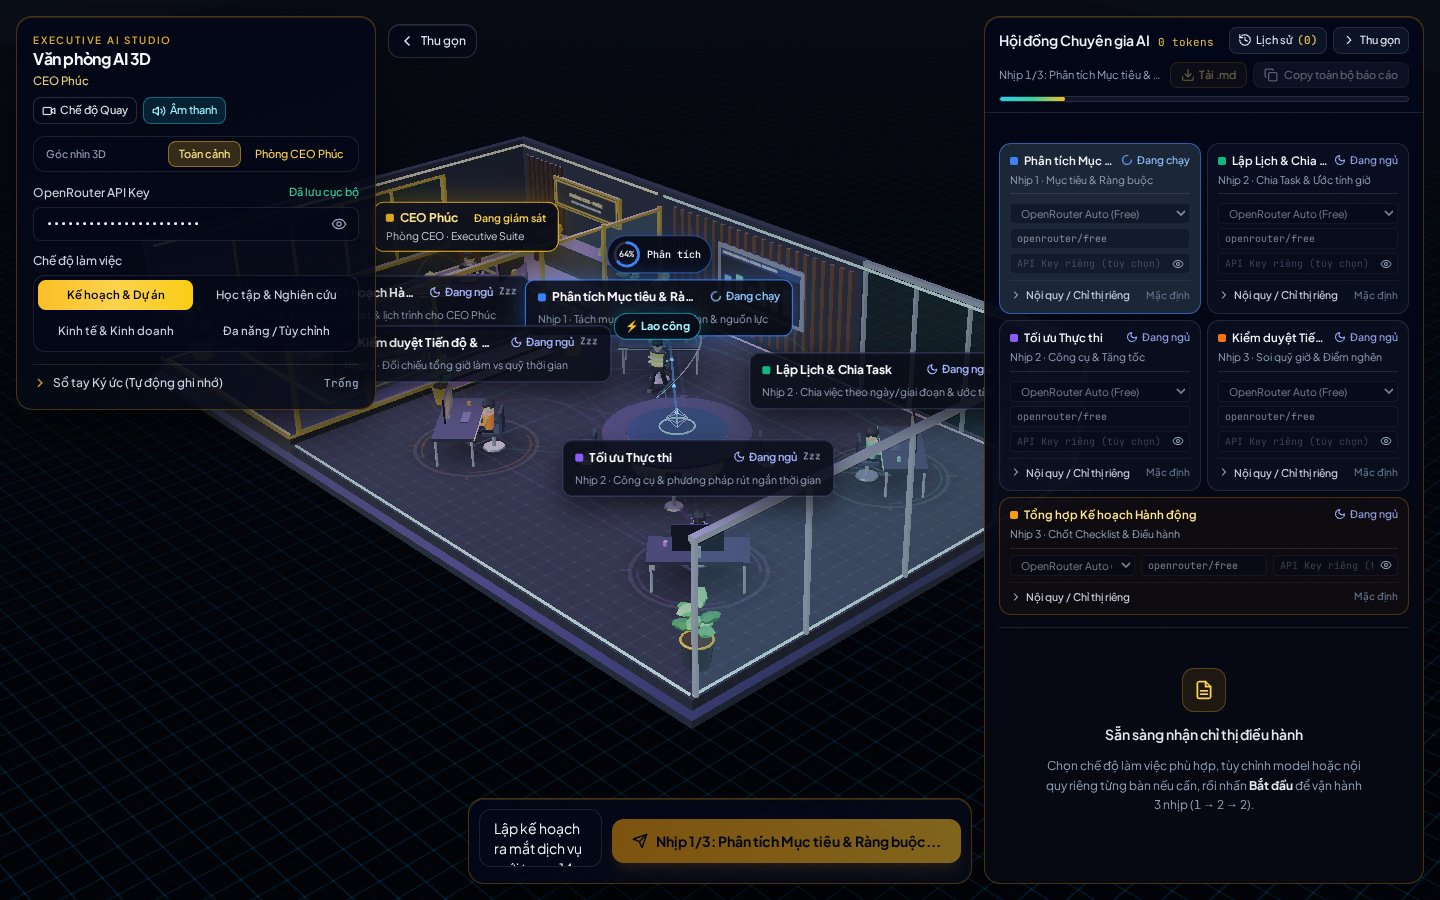 EXECUTIVE AI STUDIO
Văn phòng AI 3D
CEO Phúc
Chế độ Quay
Âm thanh
Góc nhìn 3D
Toàn cảnh
Phòng CEO Phúc
OpenRouter API Key
Đã lưu cục bộ
Chế độ làm việc
Kế hoạch & Dự án
Học tập & Nghiên cứu
Kinh tế & Kinh doanh
Đa năng / Tùy chỉnh
Sổ tay Ký ức (Tự động ghi nhớ)
Trống
Thu gọn
CEO Phúc
Đang giám sát
Phòng CEO · Executive Suite
64%
Phân tích
Đang ngủ
Zzz
& lịch trình cho CEO Phúc
Phân tích Mục tiêu & Rà...
Đang chạy
Nhịp 1 · Tách mụ
& nguồn lực
⚡ Lao công
duyệt Tiến độ & ...
Đang ngủ
Zzz
Đối chiếu tổng giờ làm vs quỹ thời gian
Lập Lịch & Chia Task
Đang ng
Nhịp 2 · Chia việc theo ngày/giai đoạn & ước
Tối ưu Thực thi
Đang ngủ
Zzz
Nhịp 2 · Công cụ & phương pháp rút ngắn thời gian
Lập kế hoạch
ra mắt dịch vụ
Nhịp 1/3: Phân tích Mục tiêu & Ràng buộc...
Hội đồng Chuyên gia AI
0 tokens
Lịch sử (0)
Thu gọn
Nhịp 1/3: Phân tích Mục tiêu & ...
Tải .md
Copy toàn bộ báo cáo
Phân tích Mục ...
Đang chạy
Nhịp 1 · Mục tiêu & Ràng buộc
OpenRouter Auto (Free)
openrouter/free
API Key riêng (tùy chọn)
Nội quy / Chỉ thị riêng
Mặc định
Lập Lịch & Chia ...
Đang ngủ
Nhịp 2 · Chia Task & Ước tính giờ
OpenRouter Auto (Free)
openrouter/free
API Key riêng (tùy chọn)
Nội quy / Chỉ thị riêng
Mặc định
Tối ưu Thực thi
Đang ngủ
Nhịp 2 · Công cụ & Tăng tốc
OpenRouter Auto (Free)
openrouter/free
API Key riêng (tùy chọn)
Nội quy / Chỉ thị riêng
Mặc định
Kiểm duyệt Tiế...
Đang ngủ
Nhịp 3 · Soi quỹ giờ & Điểm nghẽn
OpenRouter Auto (Free)
openrouter/free
API Key riêng (tùy chọn)
Nội quy / Chỉ thị riêng
Mặc định
Tổng hợp Kế hoạch Hành động
Đang ngủ
Nhịp 3 · Chốt Checklist & Điều hành
OpenRouter Auto
openrouter/free
API Key riêng
Nội quy / Chỉ thị riêng
Mặc định
Sẵn sàng nhận chỉ thị điều hành
Chọn chế độ làm việc phù hợp, tùy chỉnh model hoặc nội
quy riêng từng bàn nếu cần, rồi nhấn Bắt đầu để vận hành
3 nhịp (1 → 2 → 2).